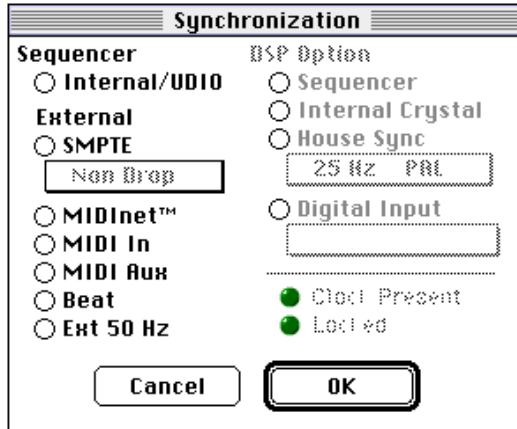 Synchronization
Sequencer
Internal/UDIO
External
SMPTE
Non Drop
MIDInet™
MIDI In
MIDI Aux
Beat
Ext 50 Hz
DSP Option
Sequencer
Internal Crystal
House Sync
25 Hz PAL
Digital Input
Clock Present
Locked
Cancel
OK